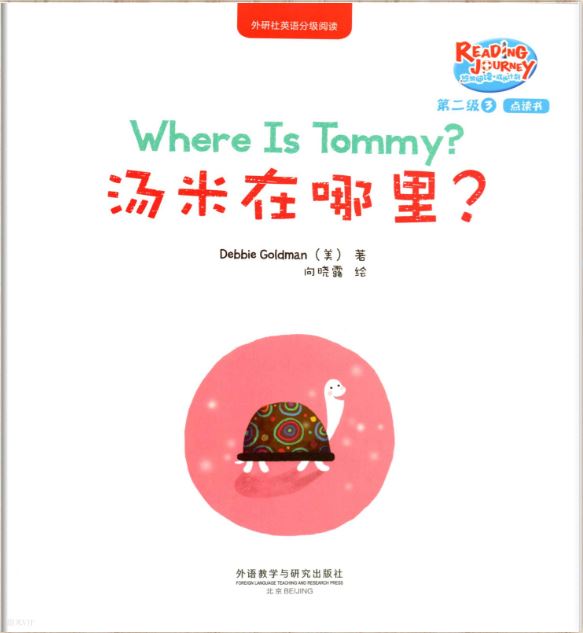 外研社英语分级阅读
READING
JOURNEY
第二级 3 点读书
Where Is Tommy?
汤米在哪里?
Debbie Goldman (美) 著
向晓露 绘
外语教学与研究出版社
FOREIGN LANGUAGE TEACHING AND RESEARCH PRESS
北京 BEIJING